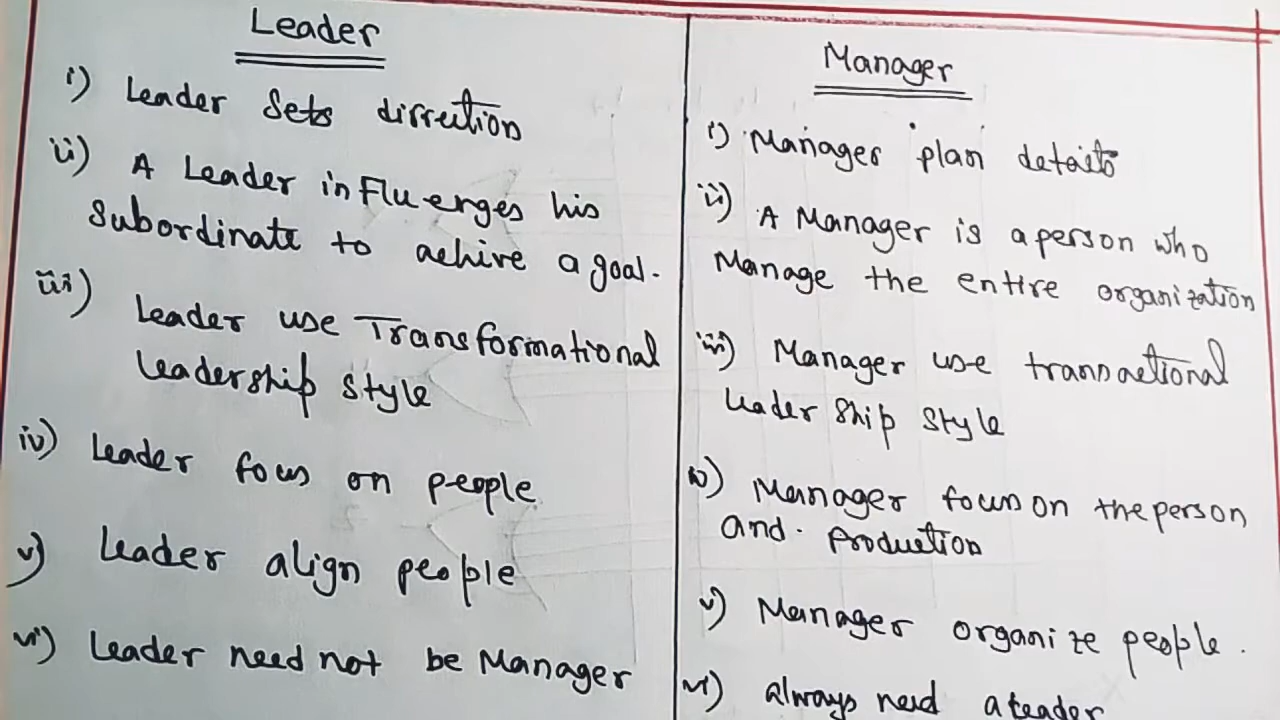 Leader
i) Leader Sets dirrection
ii) A Leader influerges his
Subordinate to achive a goal.
iii) Leader use Transformational
Leadership style
iv) Leader focus on people
v) Leader align people
vi) Leader need not be Manager
Manager
i) Manager plan details
ii) A Manager is a person who
Manage the entire organization
iii) Manager use transactional
Leader Ship Style
iv) Manager focus on the person
and production
v) Manager organize people.
vi) always need a Leader